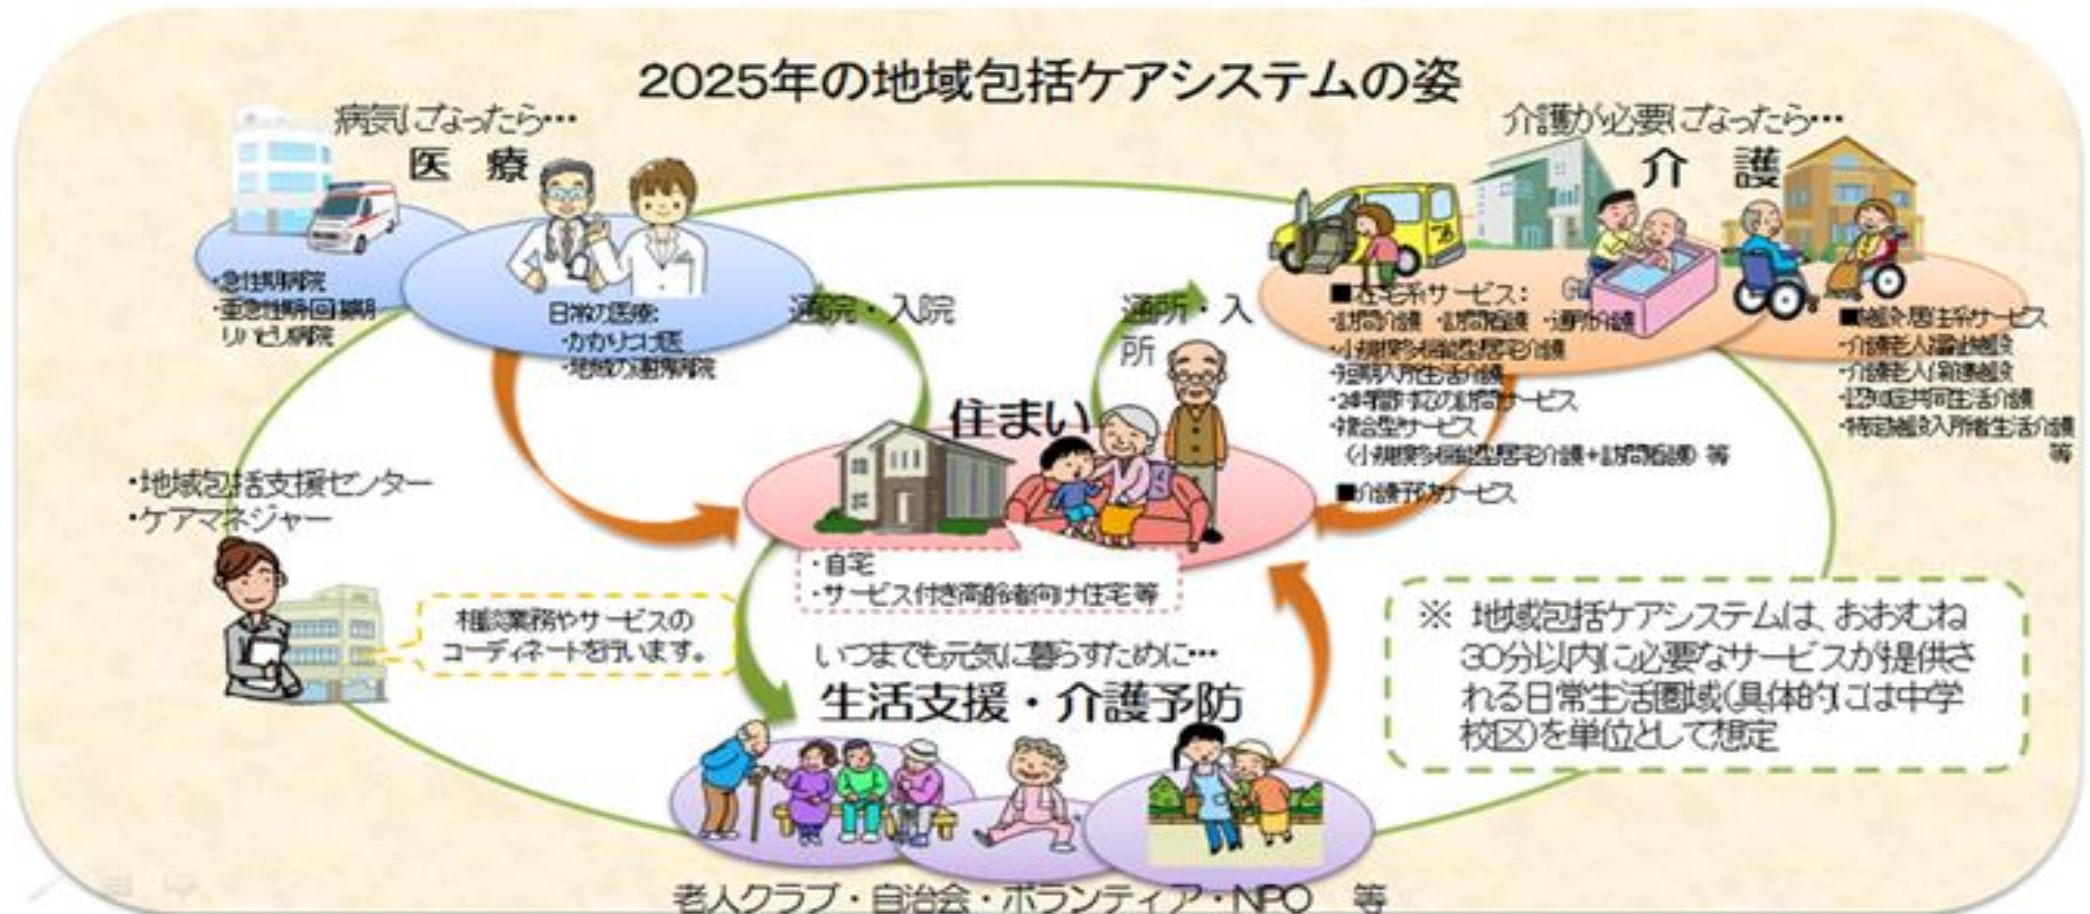 2025年の地域包括ケアシステムの姿
病気になったら…
医 療
・急性期病院
・亜急性期・回復期
リハビリ病院
日常の医療:
・かかりつけ医
・地域の連携病院
通院・入院
通所・入
所
介護が必要になったら…
介 護
■在宅系サービス:
・訪問介護 ・訪問看護 ・通所介護
・小規模多機能型居宅介護
・短期入所生活介護
・24時間対応の訪問サービス
・複合型サービス
(小規模多機能型居宅介護+訪問看護) 等
■介護予防サービス
■施設・居住系サービス
・介護老人福祉施設
・介護老人保健施設
・認知症共同生活介護
・特定施設入所者生活介護
等
住まい
・自宅
・サービス付き高齢者向け住宅等
・地域包括支援センター
・ケアマネジャー
相談業務やサービスの
コーディネートを行います。
いつまでも元気に暮らすために…
生活支援・介護予防
老人クラブ・自治会・ボランティア・NPO 等
※ 地域包括ケアシステムは、おおむね
30分以内に必要なサービスが提供さ
れる日常生活圏域(具体的には中学
校区)を単位として想定